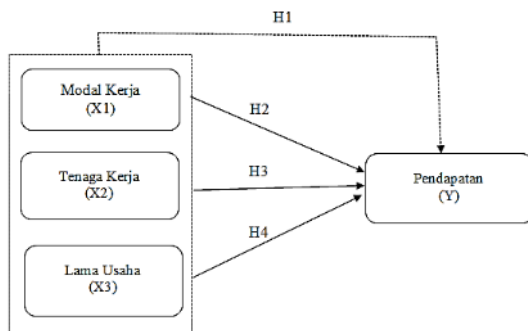 H1
Modal Kerja
(X1)
H2
Tenaga Kerja
(X2)
H3
Pendapatan
(Y)
H4
Lama Usaha
(X3)